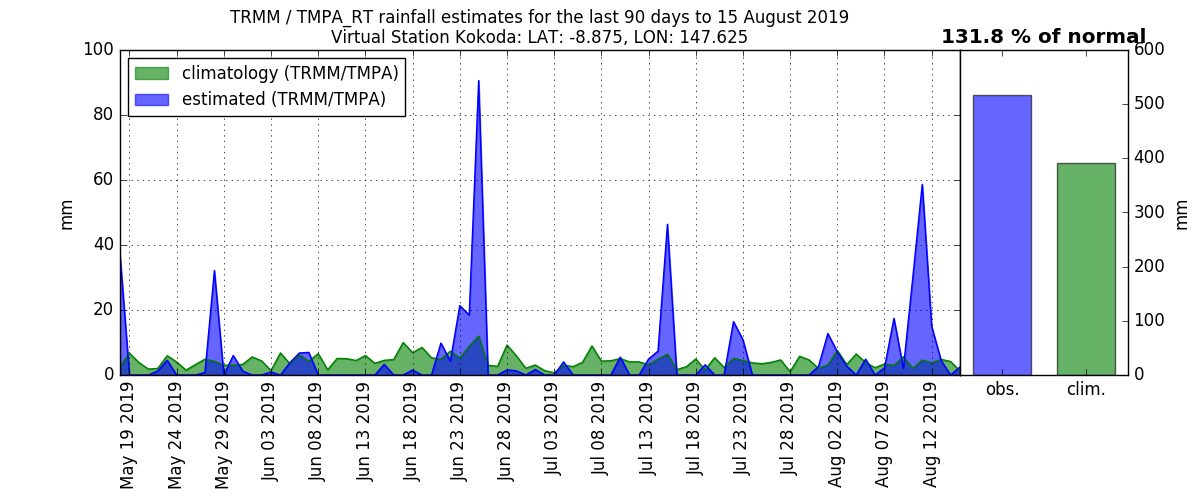 TRMM / TMPA_RT rainfall estimates for the last 90 days to 15 August 2019
Virtual Station Kokoda: LAT: -8.875, LON: 147.625
131.8 % of normal
climatology (TRMM/TMPA)
estimated (TRMM/TMPA)
100
80
60
40
20
0
mm
600
500
400
300
200
100
0
mm
May 19 2019
May 24 2019
May 29 2019
Jun 03 2019
Jun 08 2019
Jun 13 2019
Jun 18 2019
Jun 23 2019
Jun 28 2019
Jul 03 2019
Jul 08 2019
Jul 13 2019
Jul 18 2019
Jul 23 2019
Jul 28 2019
Aug 02 2019
Aug 07 2019
Aug 12 2019
obs.
clim.